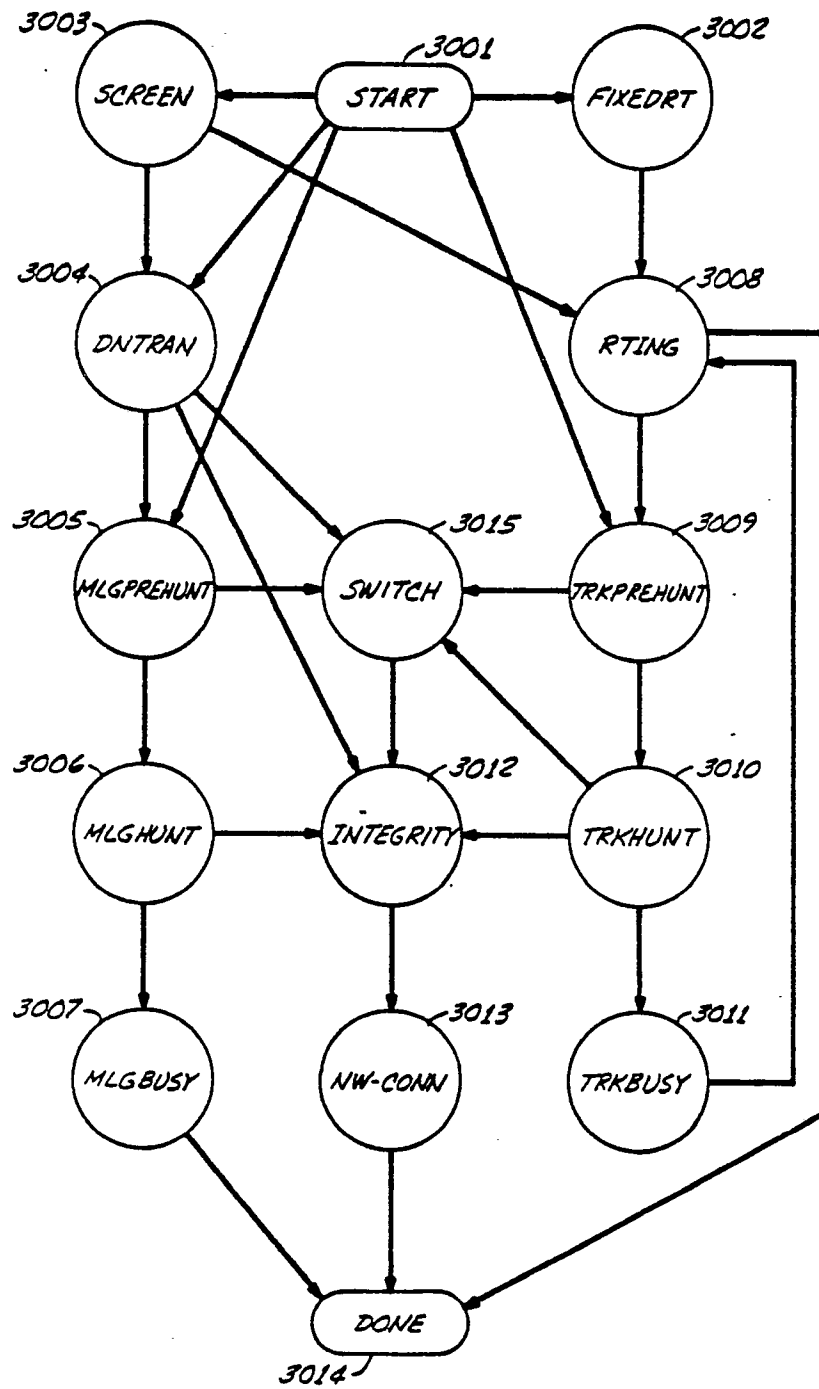 3003
3001
3002
SCREEN
START
FIXEDRT
3004
3008
DNTRAN
RTING
3005
3015
3009
MLGPREHUNT
SWITCH
TRKPREHUNT
3006
3012
3010
MLGHUNT
INTEGRITY
TRKHUNT
3007
3013
3011
MLGBUSY
NW-CONN
TRKBUSY
DONE
3014